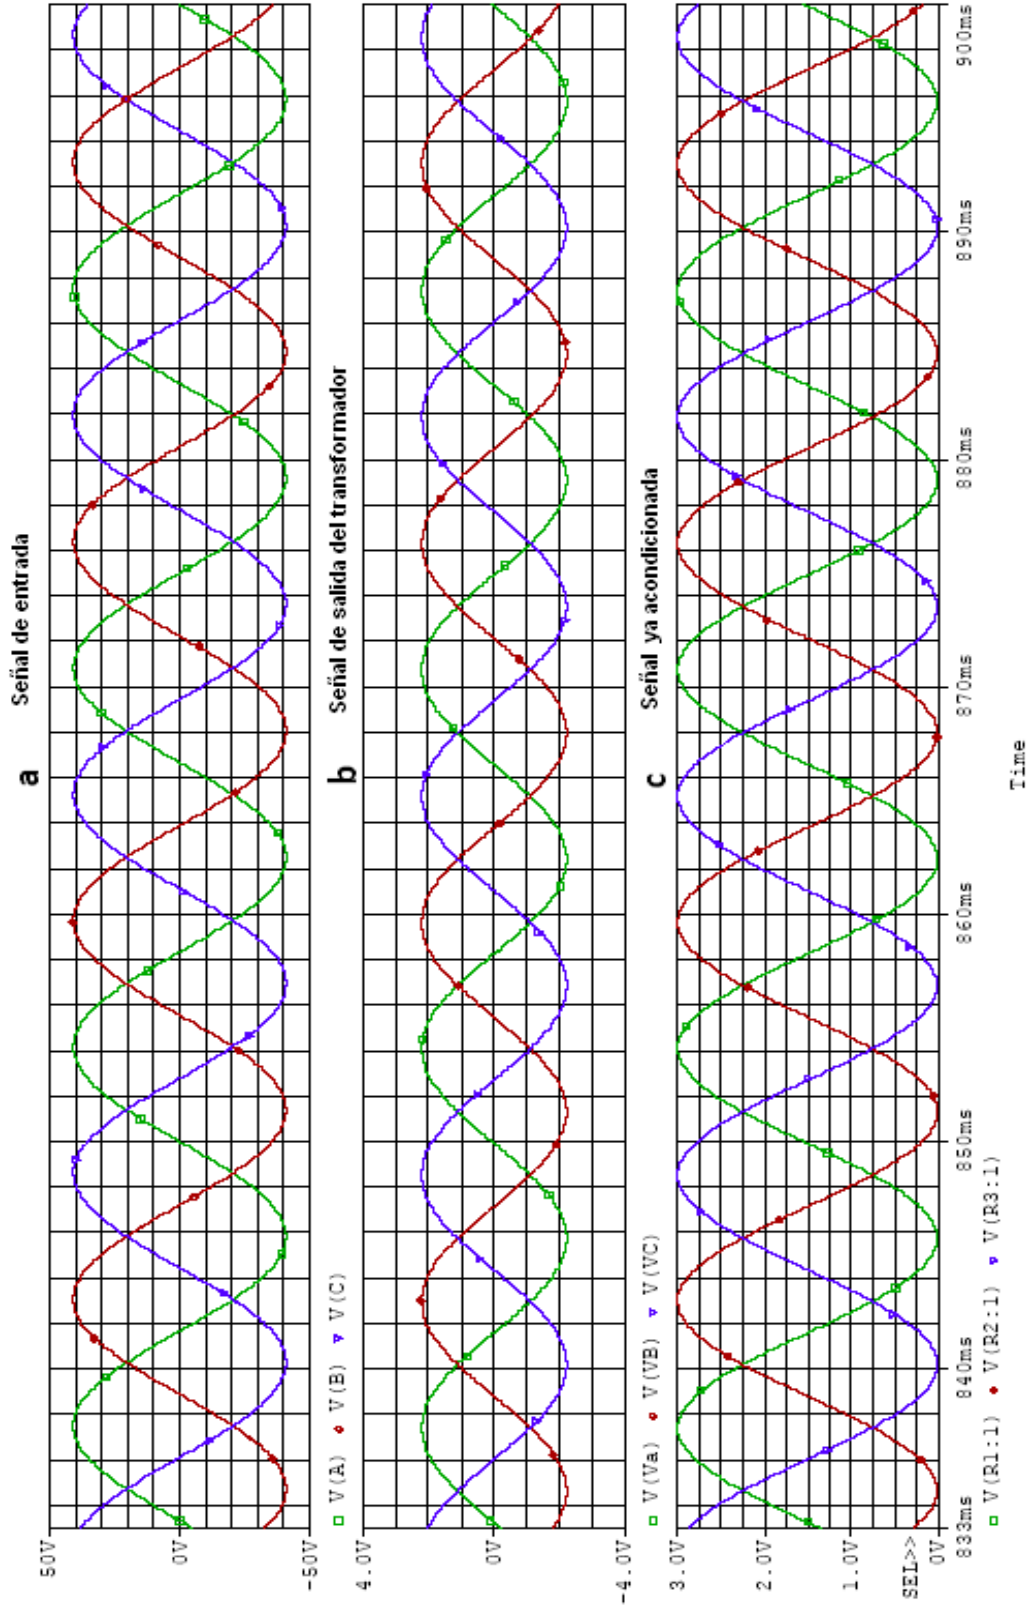 a Señal de entrada
50V
0V
-50V
V(A) V(B) V(C)
b Señal de salida del transformador
4.0V
0V
-4.0V
V(Va) V(VB) V(VC)
c Señal ya acondicionada
3.0V
2.0V
1.0V
SEL>>
0V
833ms 840ms 850ms 860ms 870ms 880ms 890ms 900ms
V(R1:1) V(R2:1) V(R3:1)
Time